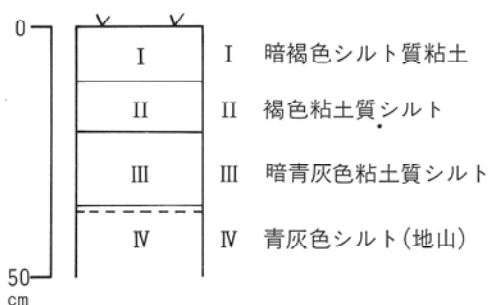 0
I I 暗褐色シルト質粘土
II II 褐色粘土質シルト
III III 暗青灰色粘土質シルト
IV IV 青灰色シルト(地山)
50
cm